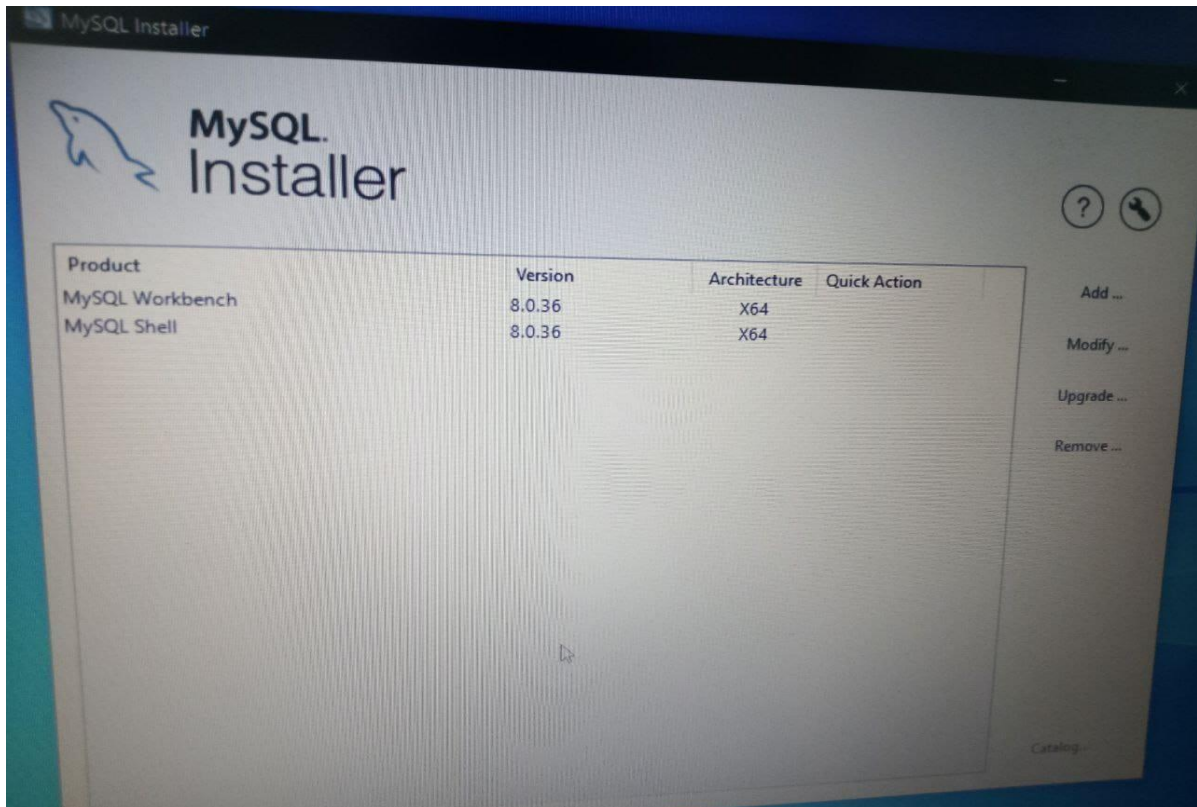 MySQL Installer
MySQL.
Installer
?
Product Version Architecture Quick Action
MySQL Workbench 8.0.36 X64
MySQL Shell 8.0.36 X64
Add ...
Modify ...
Upgrade ...
Remove ...
Catalog...